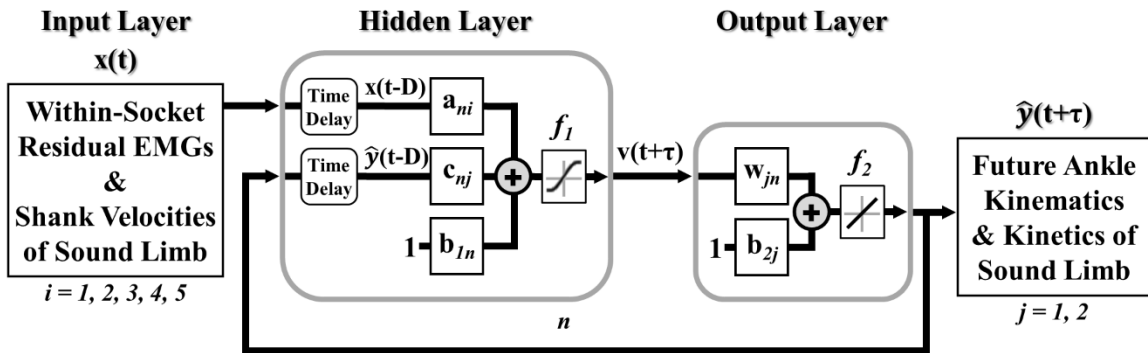 Input Layer
x(t)
Within-Socket
Residual EMGs
&
Shank Velocities
of Sound Limb
i = 1, 2, 3, 4, 5
Hidden Layer
Time
Delay
x(t-D)
a_ni
Time
Delay
ŷ(t-D)
c_nj
1
b_1n
+
f_1
n
v(t+τ)
Output Layer
w_jn
1
b_2j
+
f_2
ŷ(t+τ)
Future Ankle
Kinematics
& Kinetics of
Sound Limb
j = 1, 2